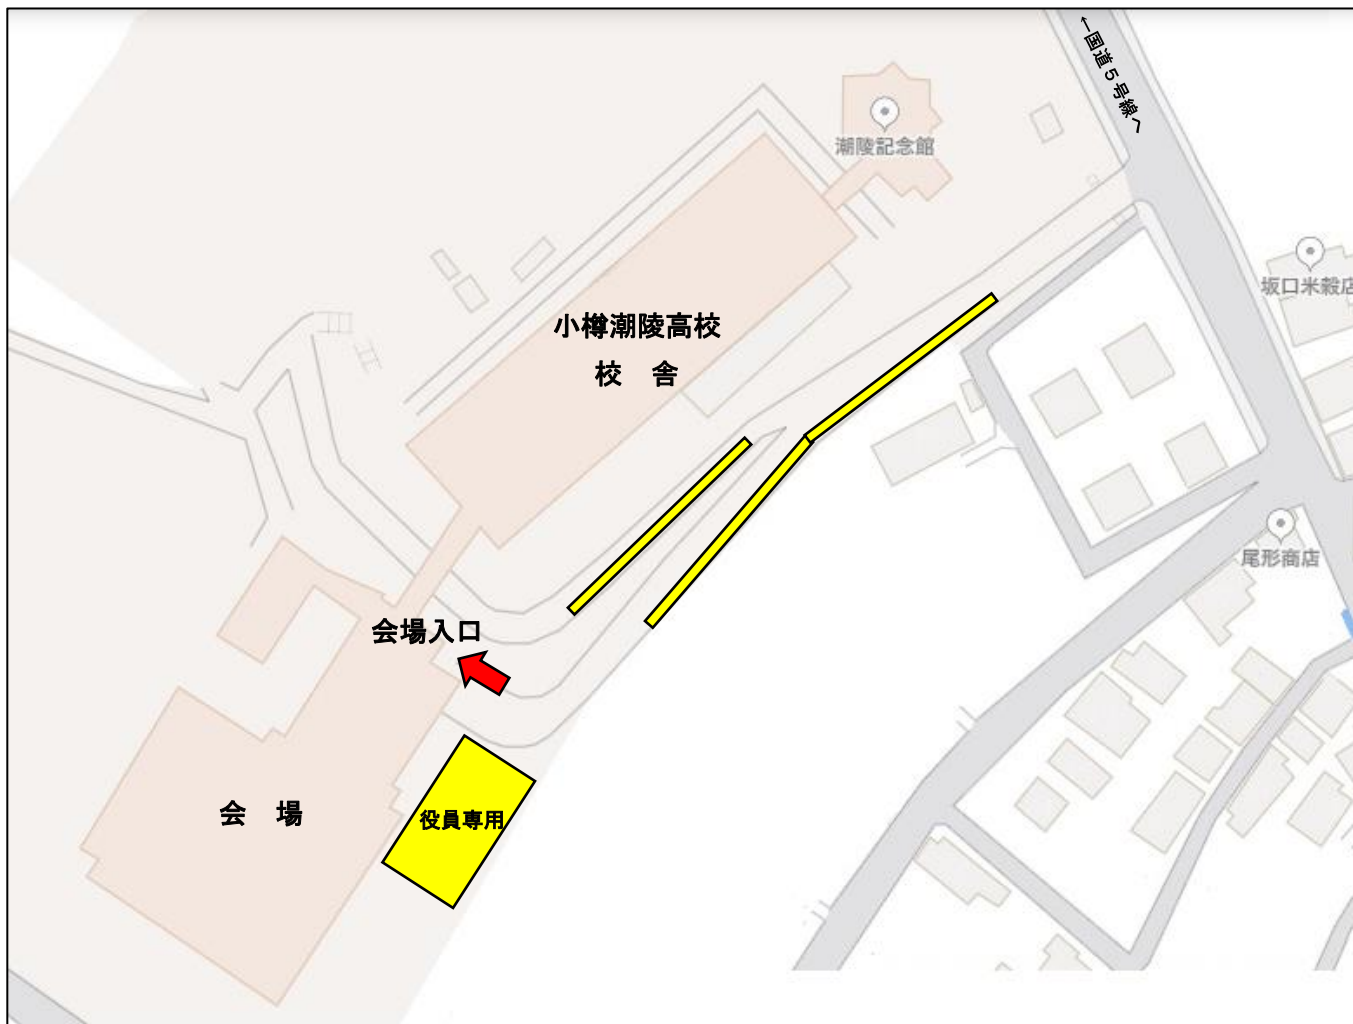 ←国道５号線へ
潮陵記念館
坂口米穀店
小樽潮陵高校
校　舎
尾形商店
会場入口
会　場
役員専用